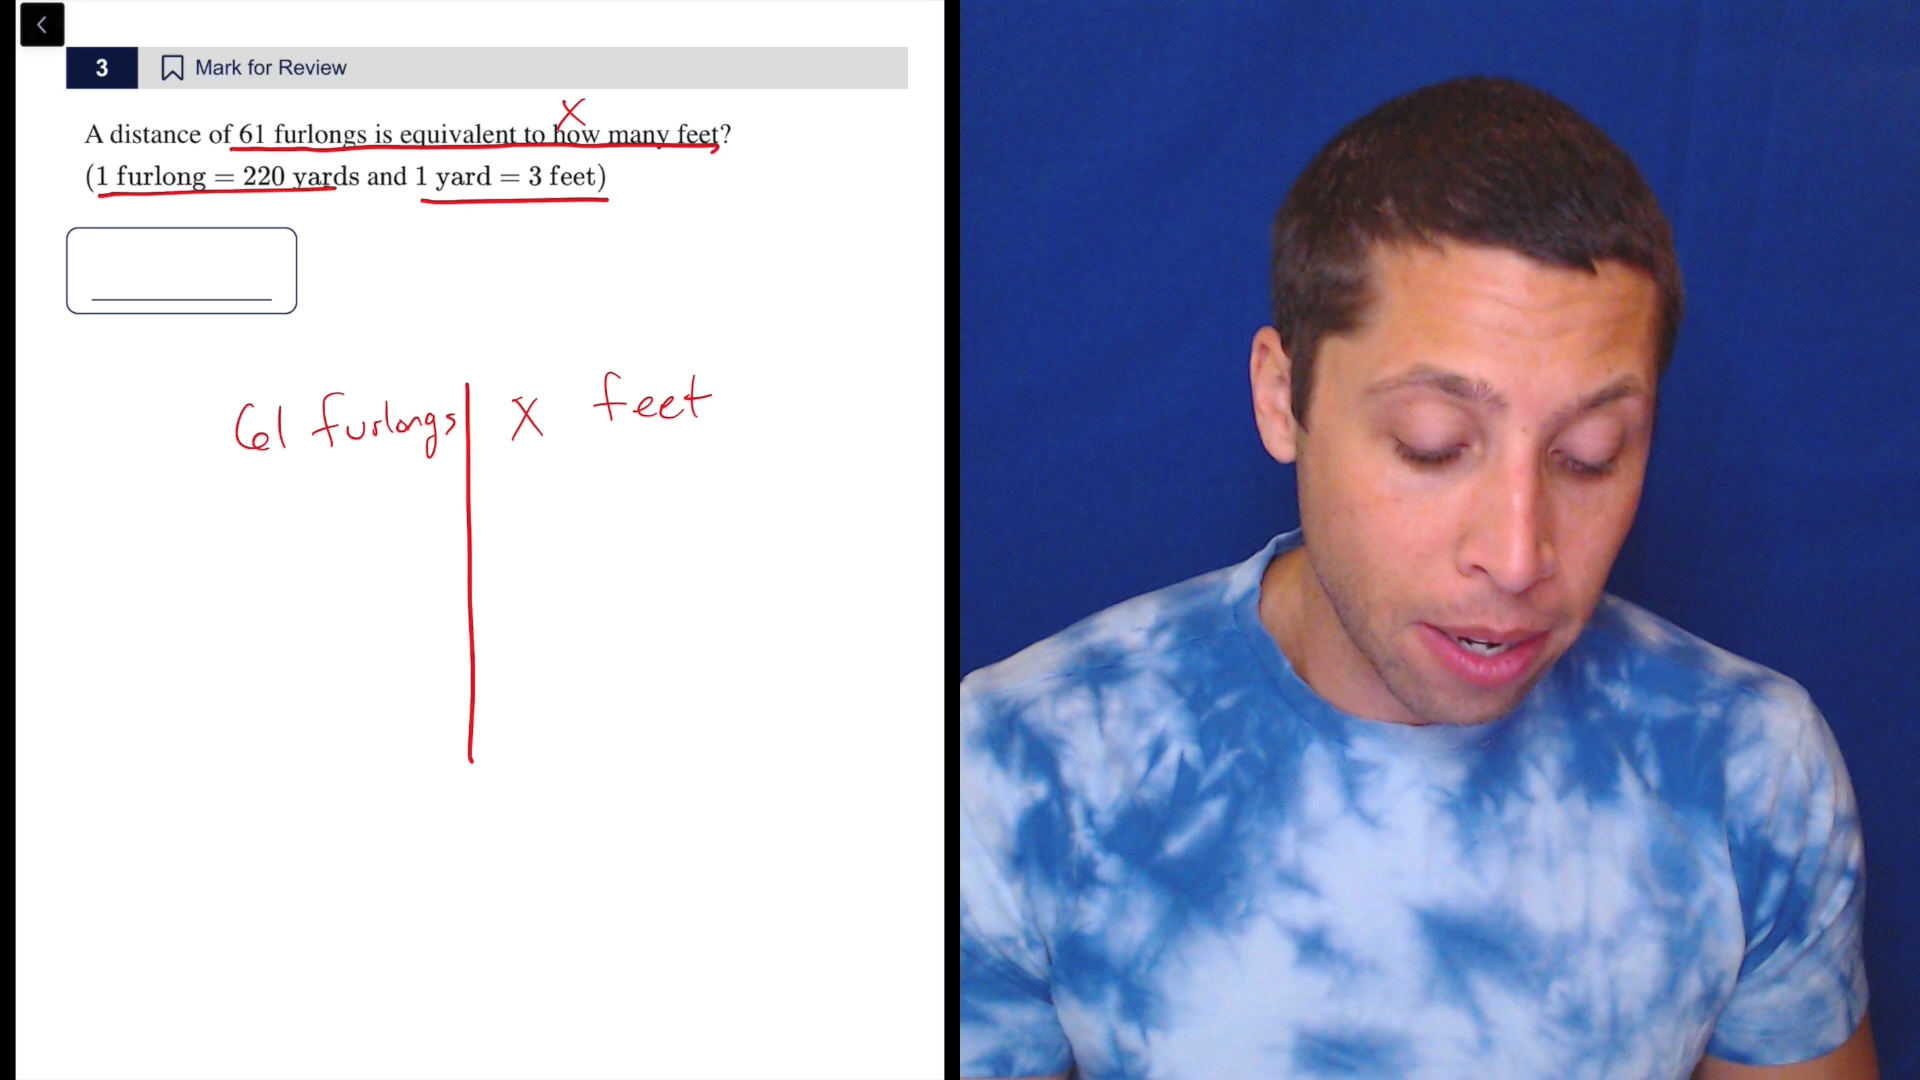 3 Mark for Review
X
A distance of 61 furlongs is equivalent to how many feet?
(1 furlong = 220 yards and 1 yard = 3 feet)
61 furlongs X feet